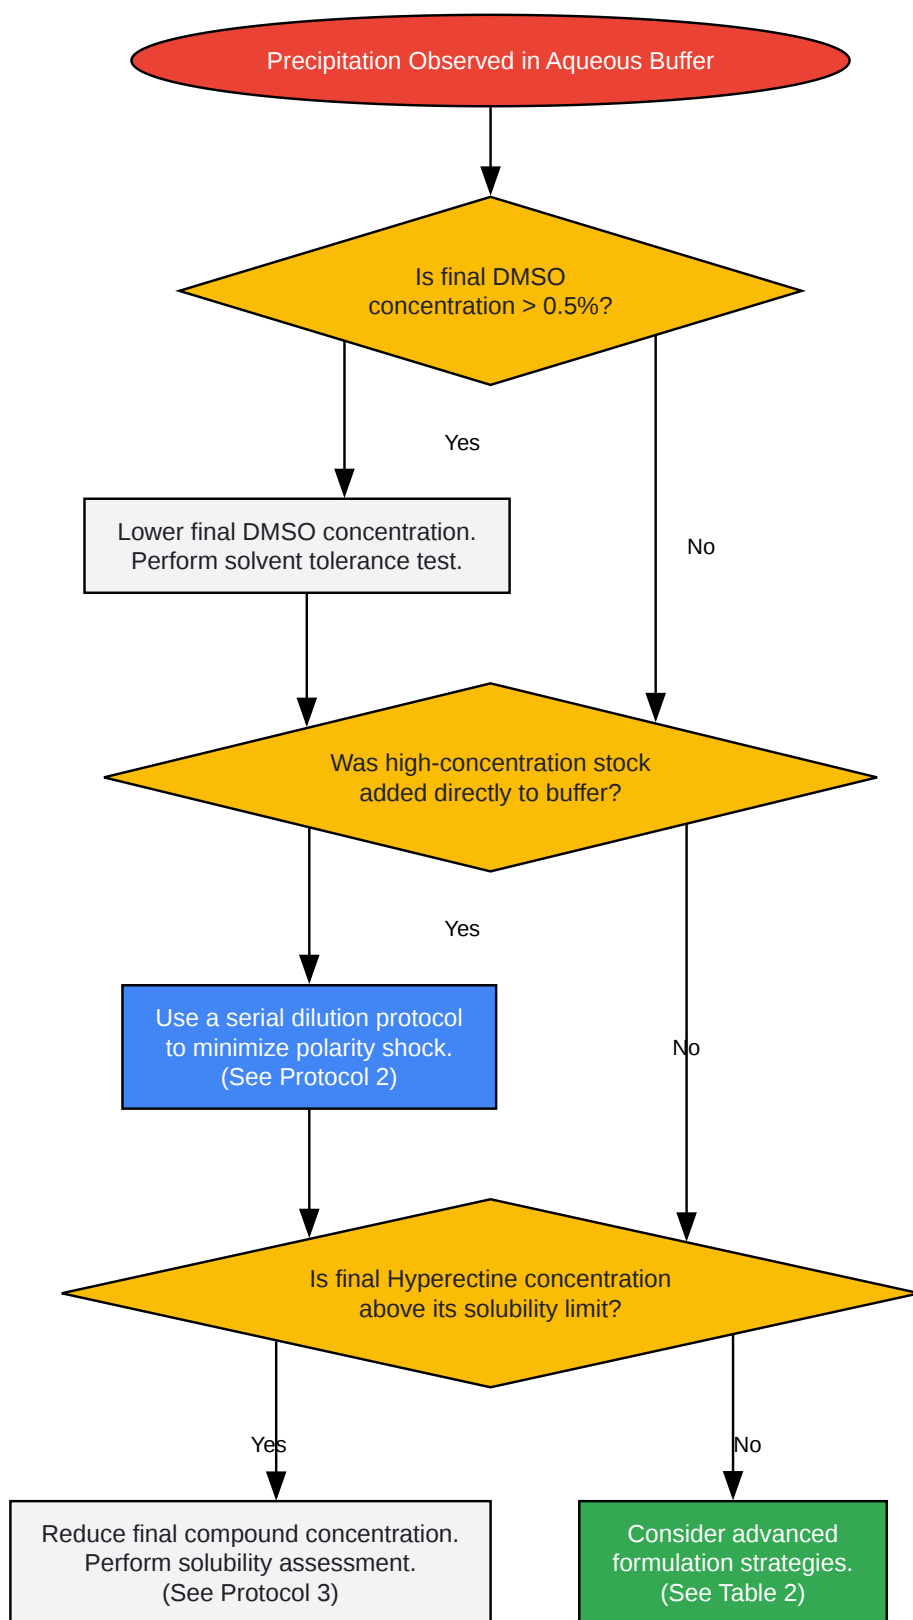 Precipitation Observed in Aqueous Buffer
Is final DMSO
concentration > 0.5%?
Yes
No
Lower final DMSO concentration.
Perform solvent tolerance test.
Was high-concentration stock
added directly to buffer?
Yes
No
Use a serial dilution protocol
to minimize polarity shock.
(See Protocol 2)
Is final Hyperectine concentration
above its solubility limit?
Yes
No
Reduce final compound concentration.
Perform solubility assessment.
(See Protocol 3)
Consider advanced
formulation strategies.
(See Table 2)